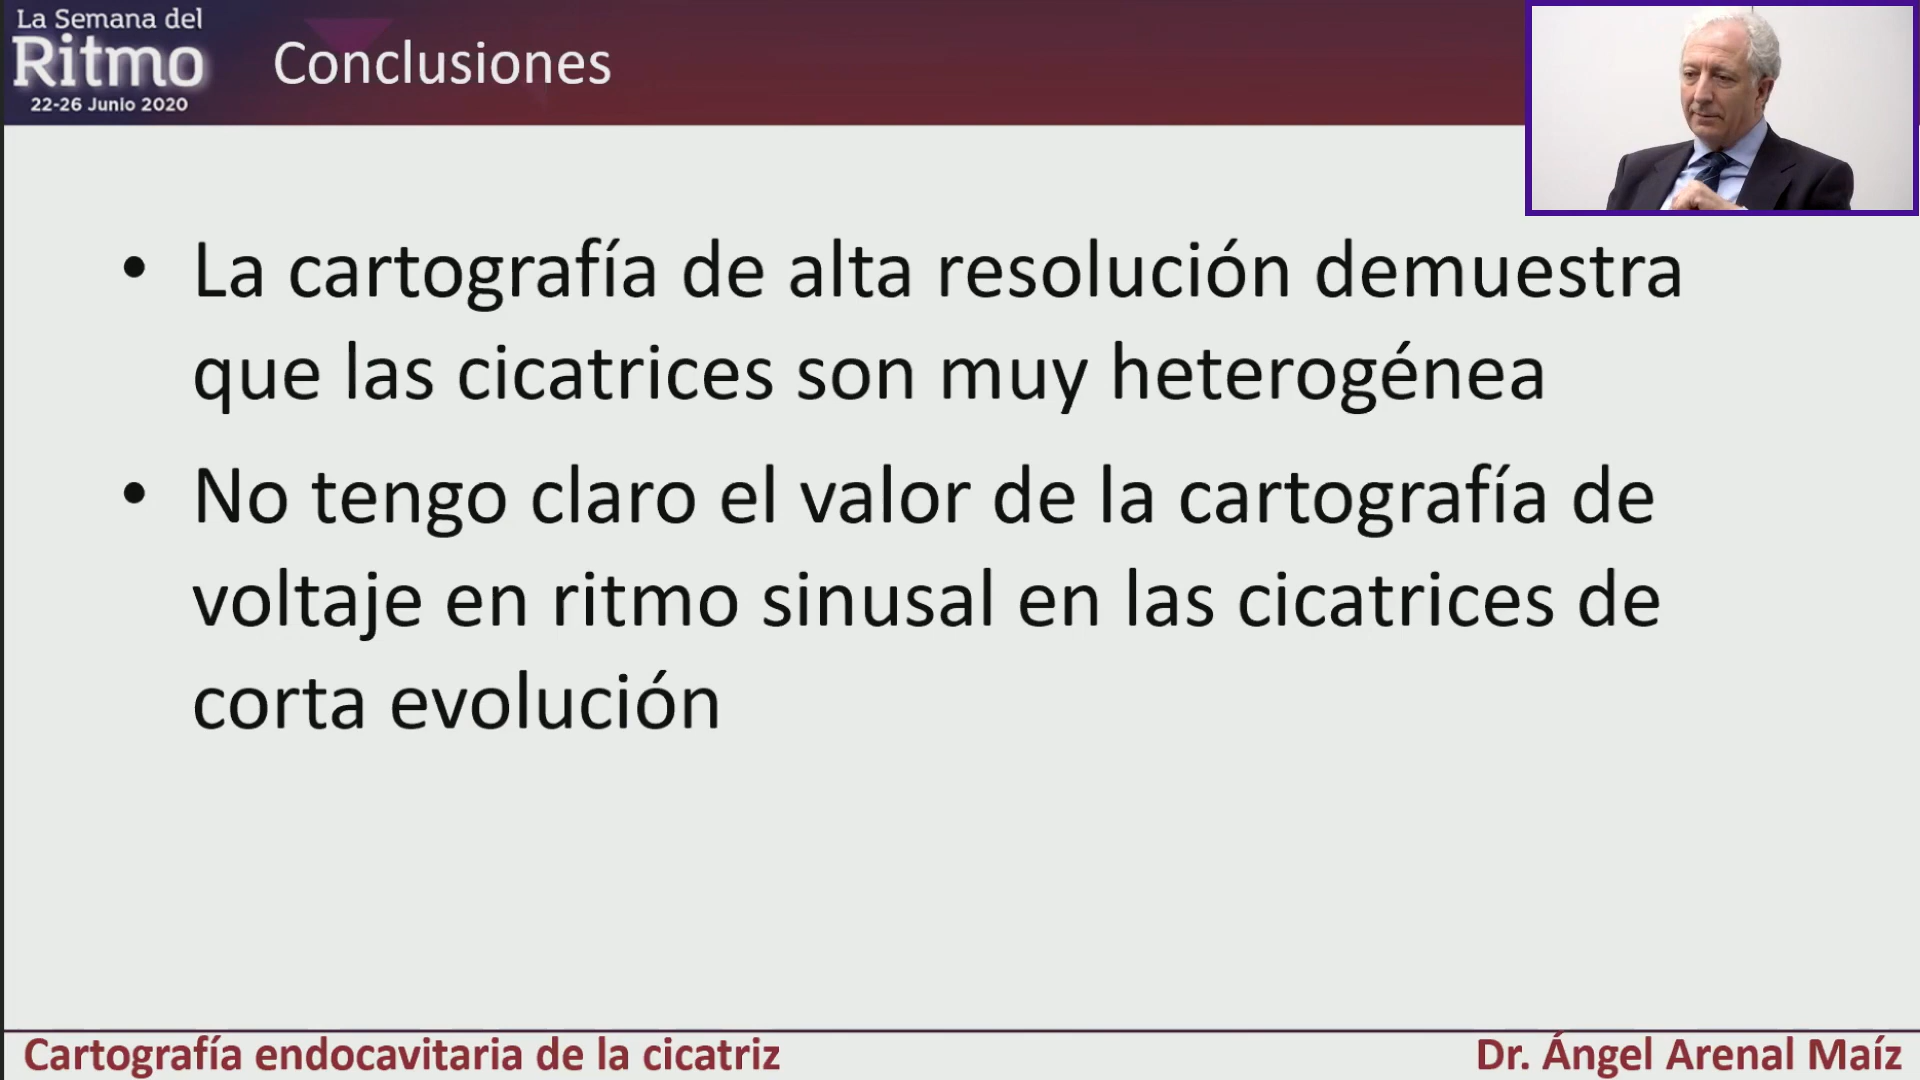 La Semana del
Ritmo
22-26 Junio 2020
Conclusiones
• La cartografía de alta resolución demuestra
que las cicatrices son muy heterogénea
• No tengo claro el valor de la cartografía de
voltaje en ritmo sinusal en las cicatrices de
corta evolución
Cartografía endocavitaria de la cicatriz
Dr. Ángel Arenal Maíz